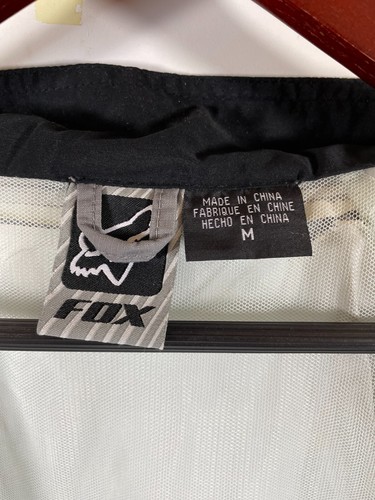 FOX
MADE IN CHINA
FABRIQUE EN CHINE
HECHO EN CHINA
M